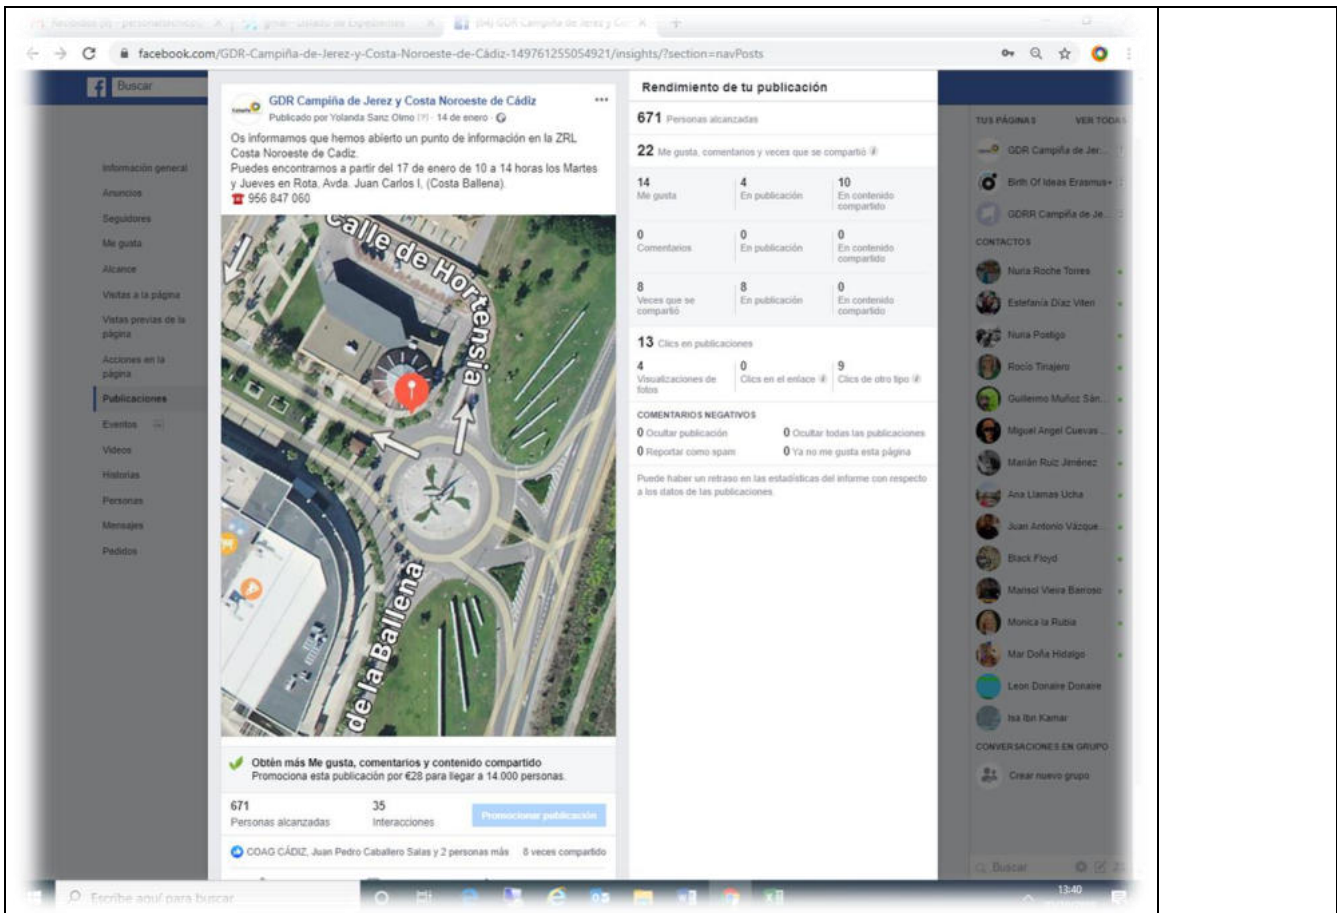 (64) GDR Campiña de Jerez y Co
facebook.com/GDR-Campiña-de-Jerez-y-Costa-Noroeste-de-Cádiz-149761255054921/insights/?section=navPosts
Buscar
Información general
Anuncios
Seguidores
Me gusta
Alcance
Visitas a la página
Vistas previas de la
página
Acciones en la
página
Publicaciones
Eventos
Videos
Historias
Personas
Mensajes
Pedidos
GDR Campiña de Jerez y Costa Noroeste de Cádiz
Publicado por Yolanda Sanz Olmo [?] · 14 de enero ·
Os informamos que hemos abierto un punto de información en la ZRL
Costa Noroeste de Cadiz.
Puedes encontrarnos a partir del 17 de enero de 10 a 14 horas los Martes
y Jueves en Rota, Avda. Juan Carlos I, (Costa Ballena).
☎ 956 847 060
Calle de Hortensia
de la Ballena
Obtén más Me gusta, comentarios y contenido compartido
Promociona esta publicación por €28 para llegar a 14.000 personas.
671 35
Personas alcanzadas Interacciones
Promocionar publicación
COAG CÁDIZ, Juan Pedro Caballero Salas y 2 personas más 8 veces compartido
Rendimiento de tu publicación
671 Personas alcanzadas
22 Me gusta, comentarios y veces que se compartió
14 4 10
Me gusta En publicación En contenido
compartido
0 0 0
Comentarios En publicación En contenido
compartido
8 8 0
Veces que se En publicación En contenido
compartió compartido
13 Clics en publicaciones
4 0 9
Visualizaciones de Clics en el enlace Clics de otro tipo
fotos
COMENTARIOS NEGATIVOS
0 Ocultar publicación 0 Ocultar todas las publicaciones
0 Reportar como spam 0 Ya no me gusta esta página
Puede haber un retraso en las estadísticas del informe con respecto
a los datos de las publicaciones
TUS PÁGINAS VER TODAS
GDR Campiña de Jer...
Birth Of Ideas Erasmus+
GDRR Campiña de Je...
CONTACTOS
Nuria Roche Torres
Estefanía Díaz Viteri
Nuria Postigo
Rocío Tinajero
Guillermo Muñoz Sán...
Miguel Angel Cuevas ...
Marián Ruiz Jiménez
Ana Llamas Ucha
Juan Antonio Vázque...
Black Floyd
Marisol Vieira Barroso
Monica la Rubia
Mar Doña Hidalgo
Leon Donaire Donaire
Isa Ibn Kamar
CONVERSACIONES EN GRUPO
Crear nuevo grupo
Buscar
Escribe aquí para buscar
13:40